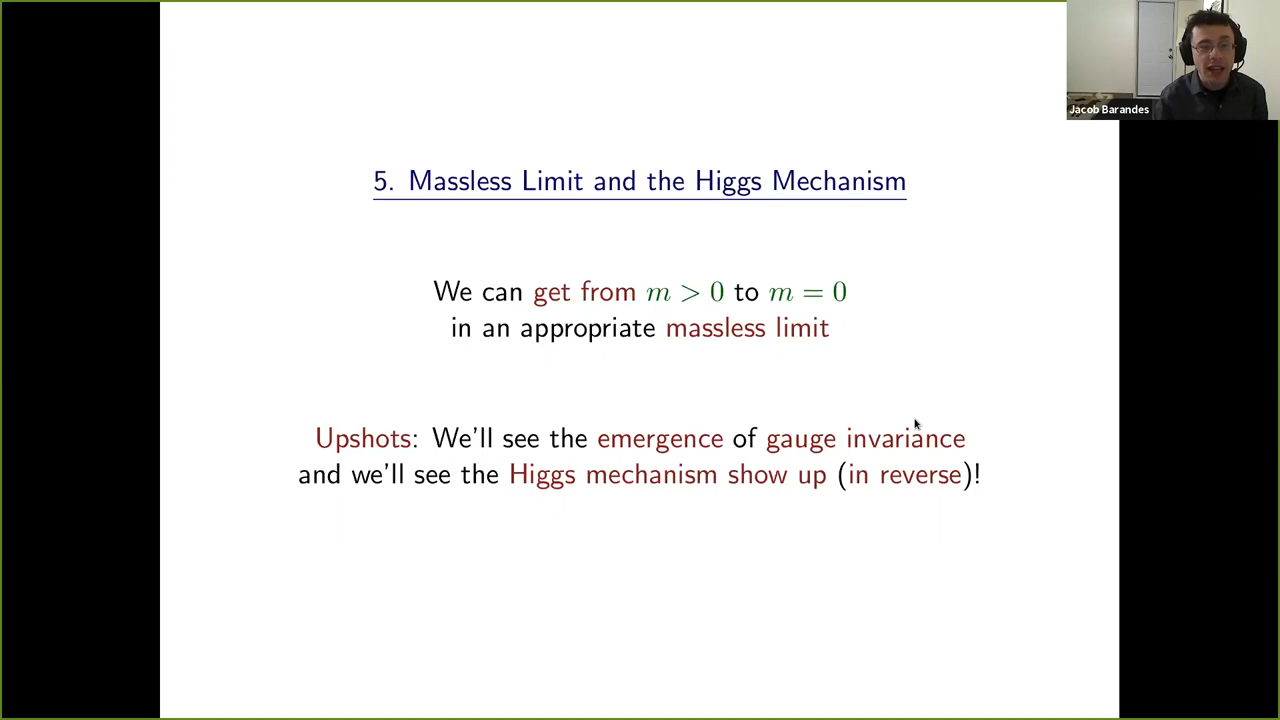 Jacob Barandes
5. Massless Limit and the Higgs Mechanism
We can get from m > 0 to m = 0
in an appropriate massless limit
Upshots: We'll see the emergence of gauge invariance
and we'll see the Higgs mechanism show up (in reverse)!